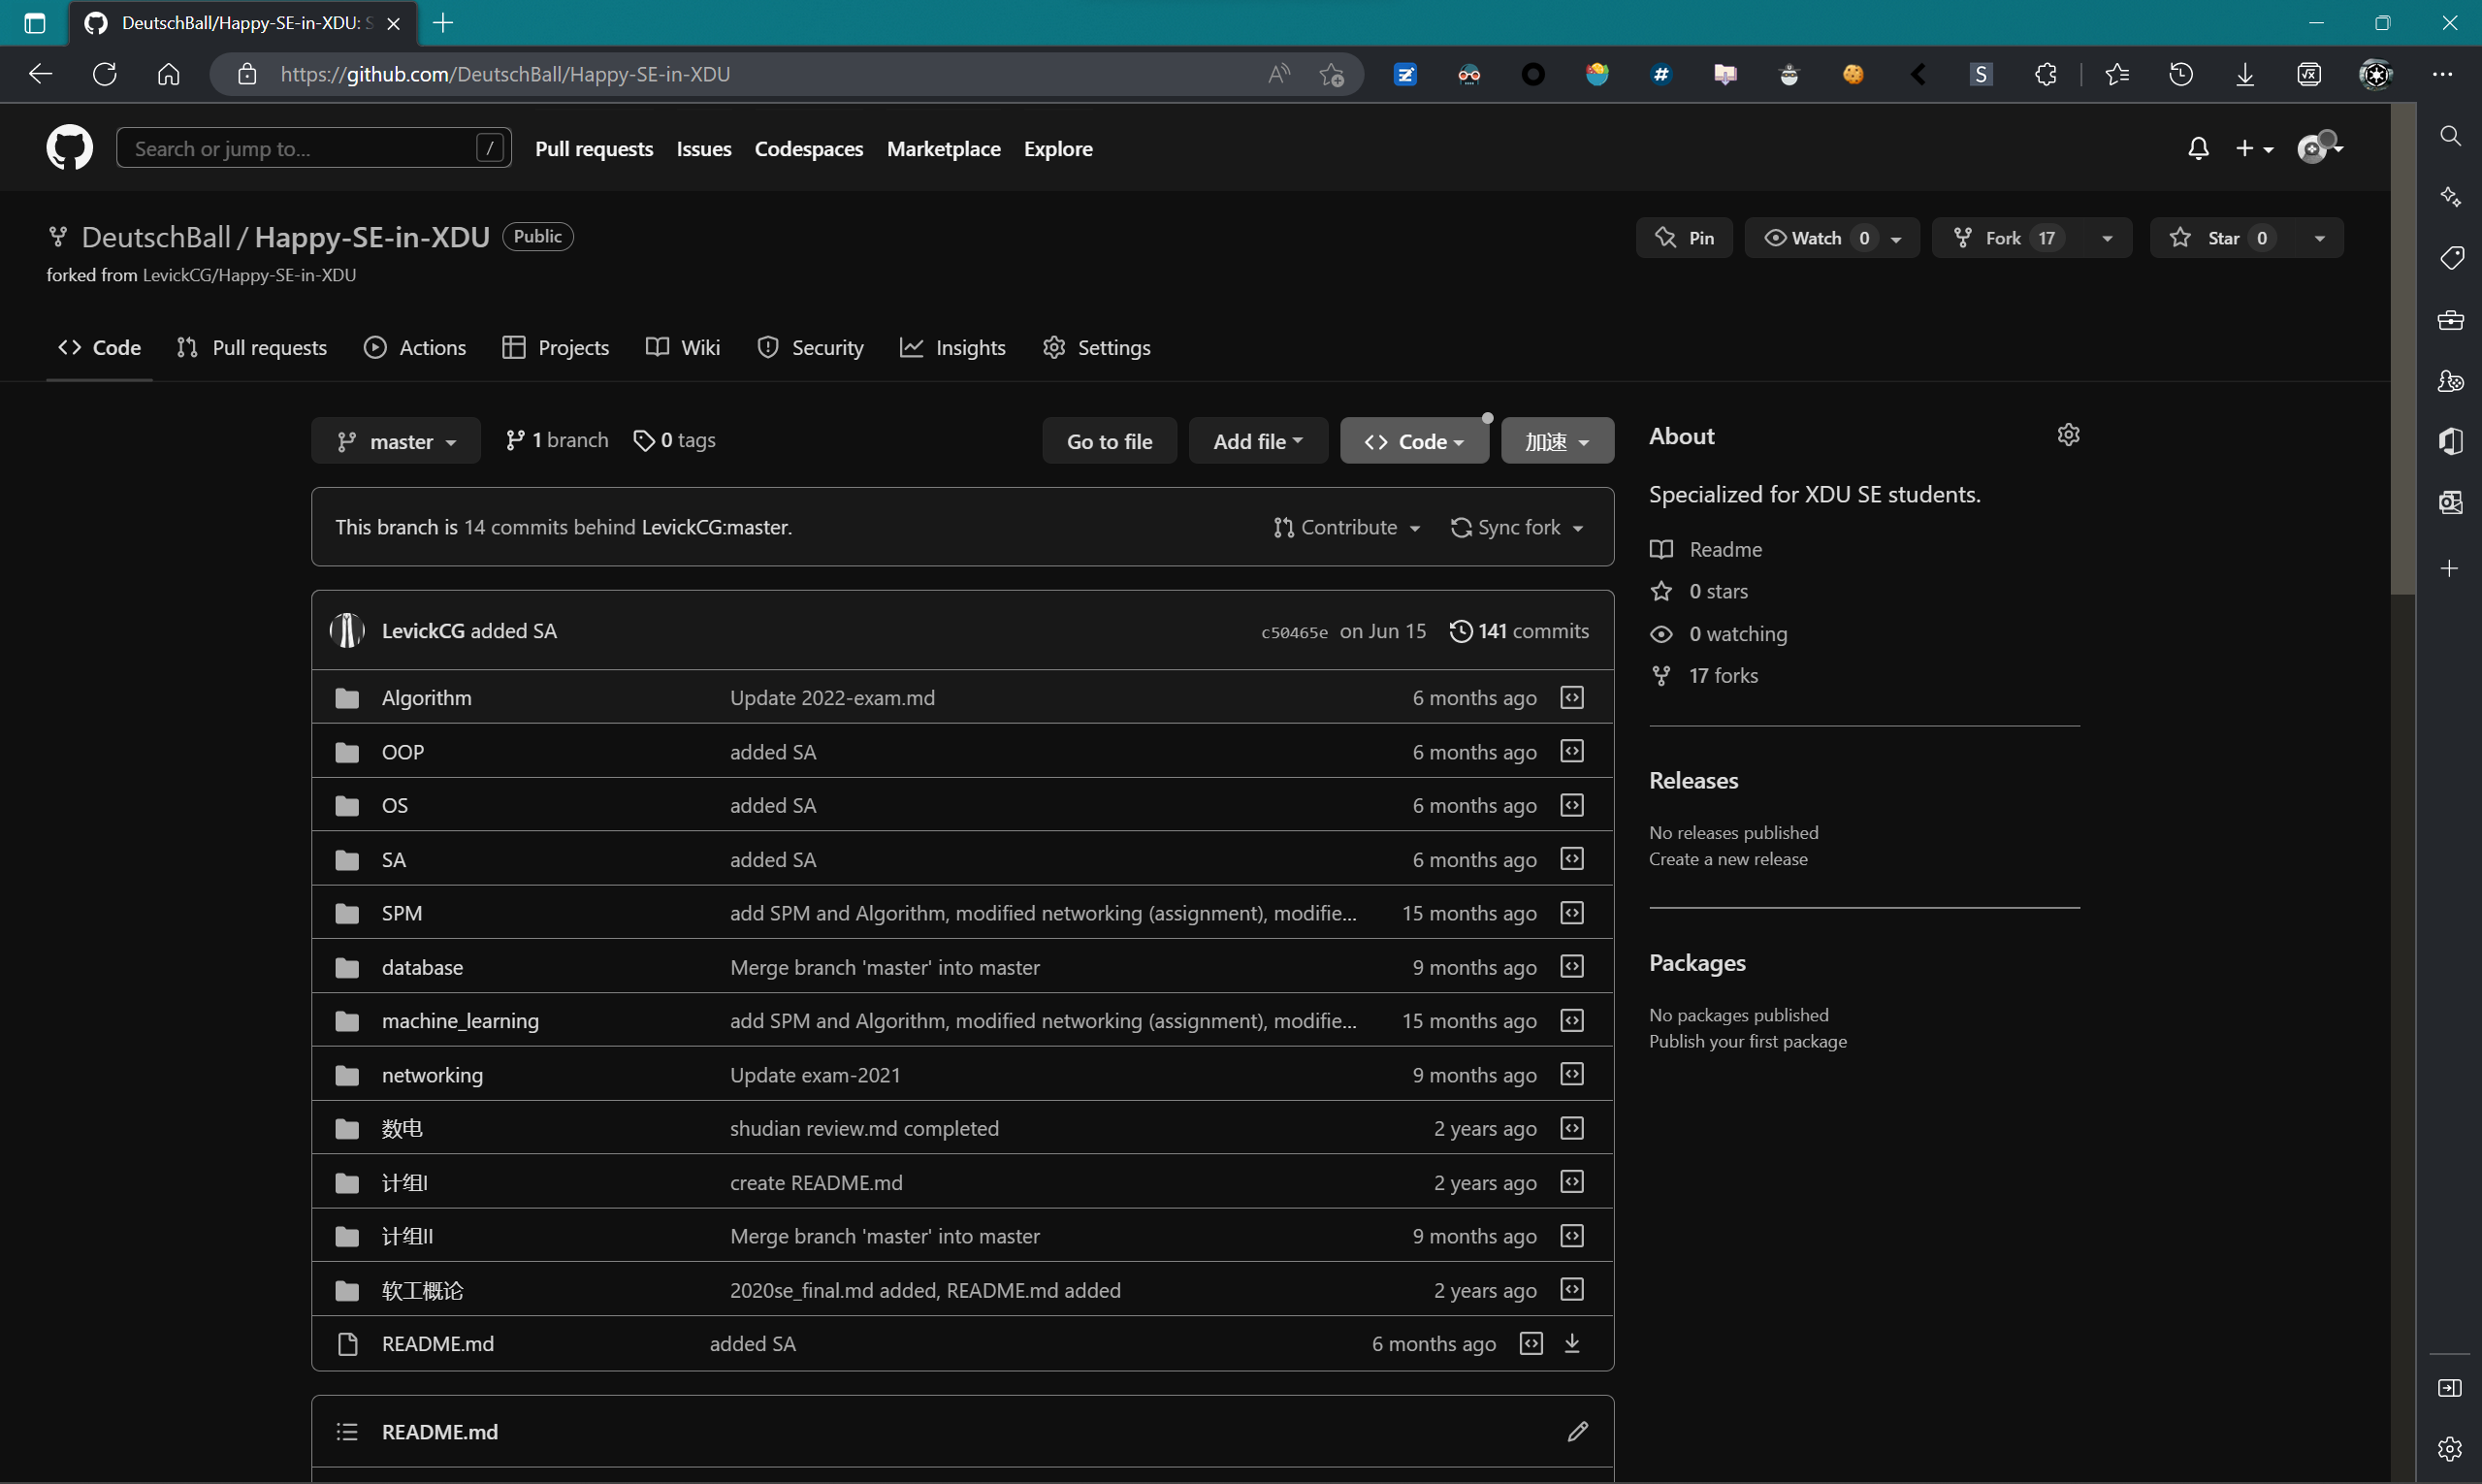 DeutschBall/Happy-SE-in-XDU:
https://github.com/DeutschBall/Happy-SE-in-XDU
Search or jump to... /
Pull requests Issues Codespaces Marketplace Explore
DeutschBall / Happy-SE-in-XDU Public
Pin Watch 0 Fork 17 Star 0
forked from LevickCG/Happy-SE-in-XDU
Code Pull requests Actions Projects Wiki Security Insights Settings
master 1 branch 0 tags Go to file Add file Code 加速
This branch is 14 commits behind LevickCG:master. Contribute Sync fork
LevickCG added SA c50465e on Jun 15 141 commits
Algorithm Update 2022-exam.md 6 months ago
OOP added SA 6 months ago
OS added SA 6 months ago
SA added SA 6 months ago
SPM add SPM and Algorithm, modified networking (assignment), modifie... 15 months ago
database Merge branch 'master' into master 9 months ago
machine_learning add SPM and Algorithm, modified networking (assignment), modifie... 15 months ago
networking Update exam-2021 9 months ago
数电 shudian review.md completed 2 years ago
计组I create README.md 2 years ago
计组II Merge branch 'master' into master 9 months ago
软工概论 2020se_final.md added, README.md added 2 years ago
README.md added SA 6 months ago
README.md
About
Specialized for XDU SE students.
Readme
0 stars
0 watching
17 forks
Releases
No releases published
Create a new release
Packages
No packages published
Publish your first package